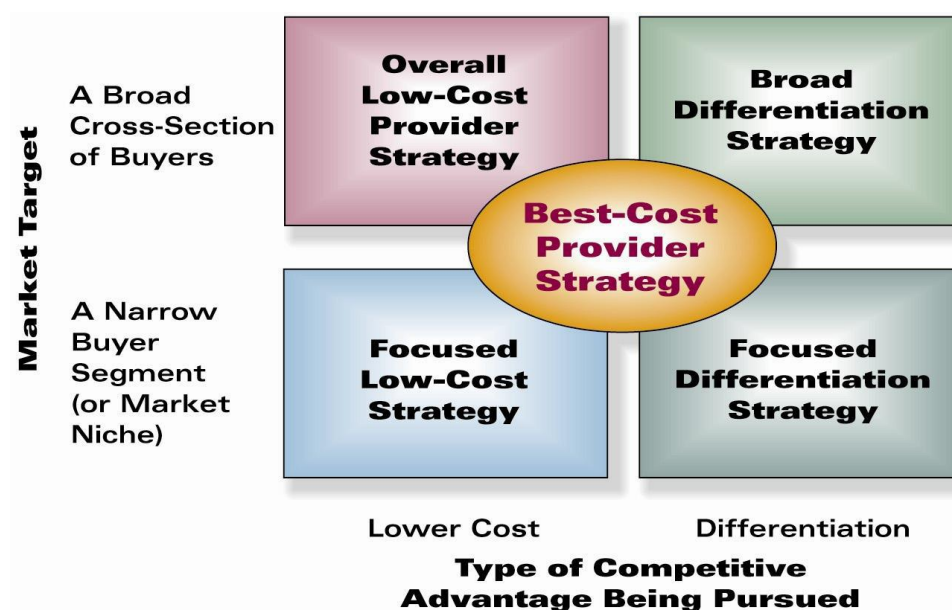 Market Target
A Broad
Cross-Section
of Buyers
Overall
Low-Cost
Provider
Strategy
Broad
Differentiation
Strategy
Best-Cost
Provider
Strategy
A Narrow
Buyer
Segment
(or Market
Niche)
Focused
Low-Cost
Strategy
Focused
Differentiation
Strategy
Lower Cost
Differentiation
Type of Competitive
Advantage Being Pursued